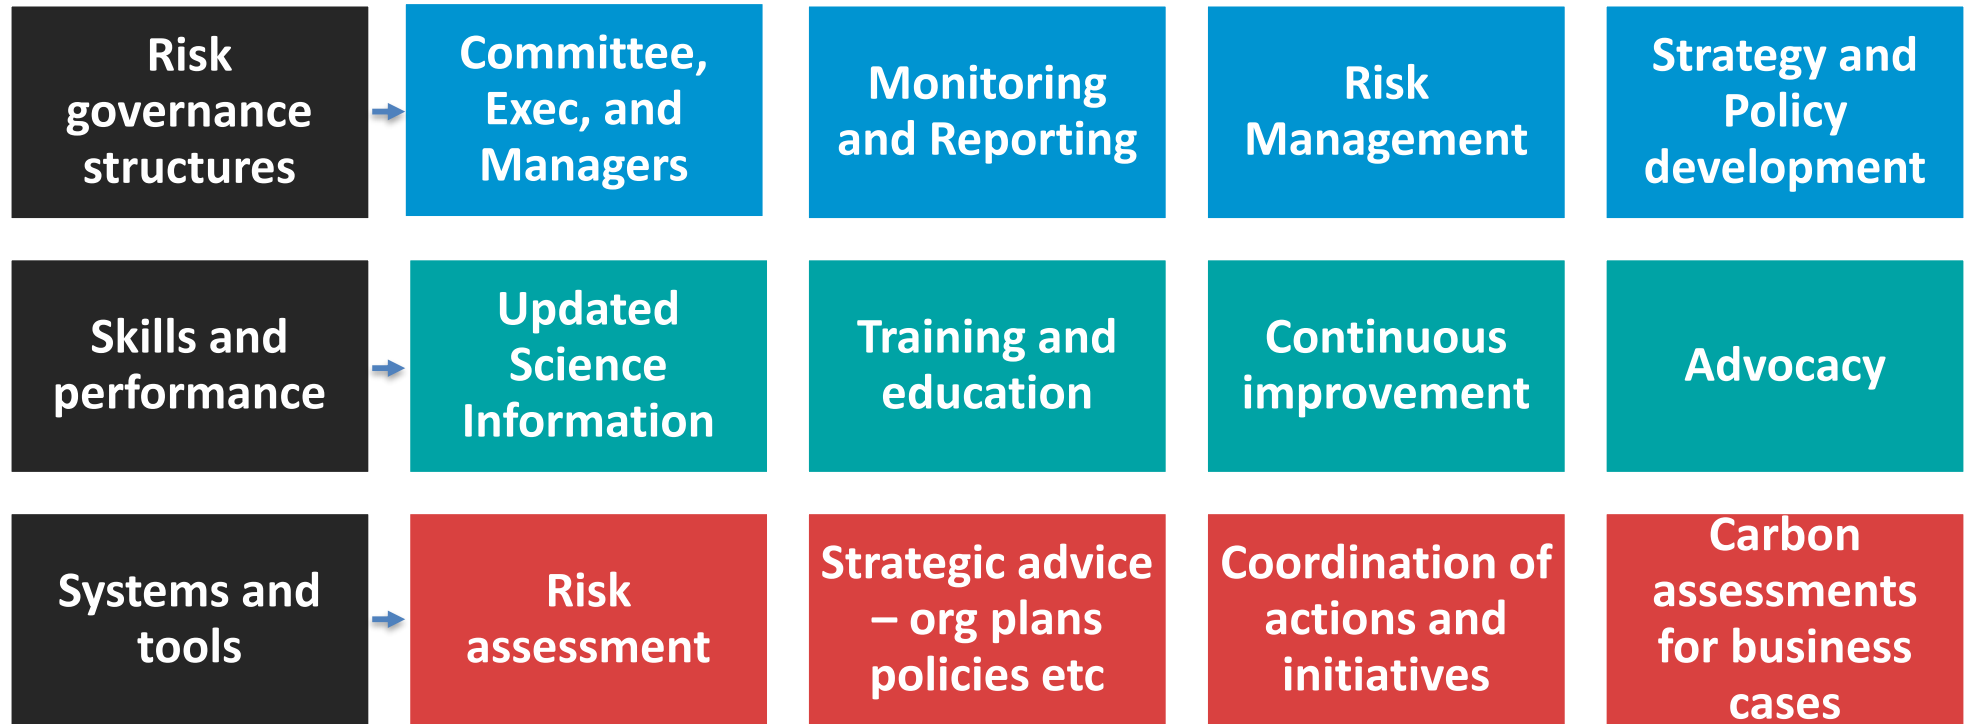 Risk
governance
structures
Committee,
Exec, and
Managers
Monitoring
and Reporting
Risk
Management
Strategy and
Policy
development
Skills and
performance
Updated
Science
Information
Training and
education
Continuous
improvement
Advocacy
Systems and
tools
Risk
assessment
Strategic advice
– org plans
policies etc
Coordination of
actions and
initiatives
Carbon
assessments
for business
cases